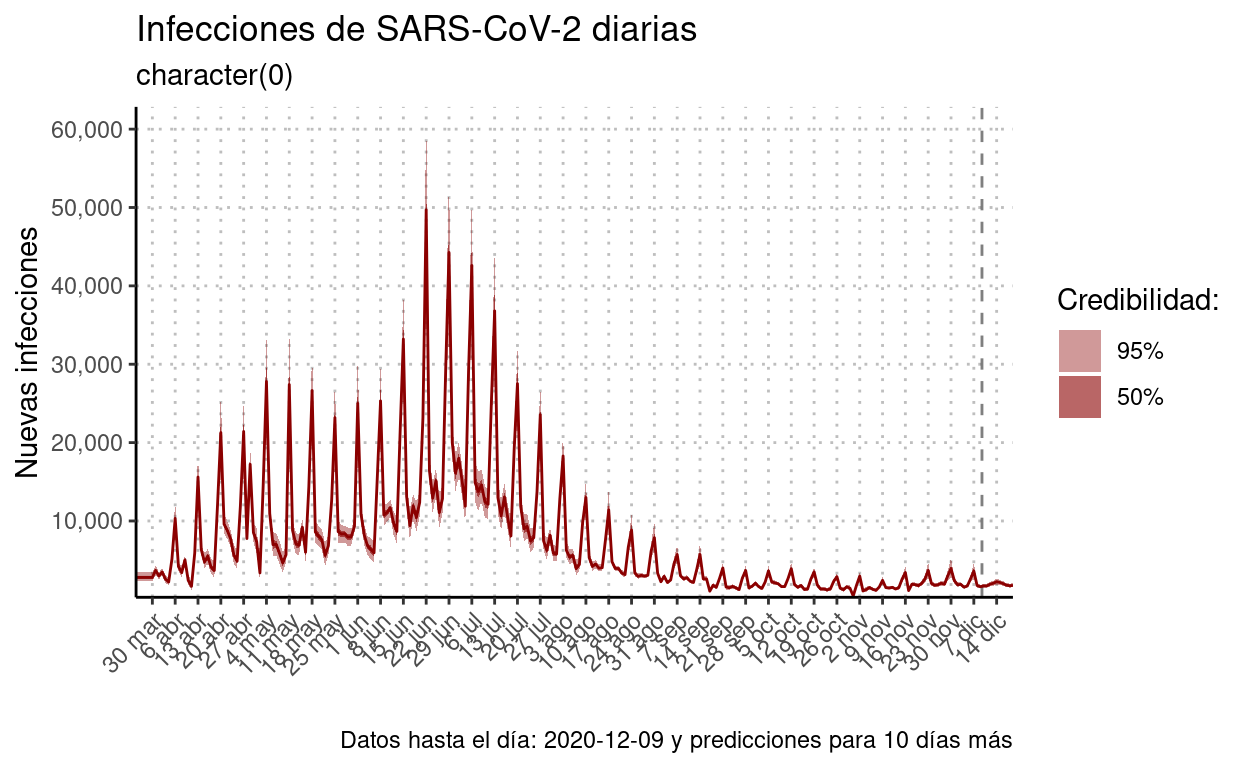 Infecciones de SARS-CoV-2 diarias
character(0)
Nuevas infecciones
60,000
50,000
40,000
30,000
20,000
10,000
30 mar
6 abr
13 abr
20 abr
27 abr
4 may
11 may
18 may
25 may
1 jun
8 jun
15 jun
22 jun
29 jun
6 jul
13 jul
20 jul
27 jul
3 ago
10 ago
17 ago
24 ago
31 ago
7 sep
14 sep
21 sep
28 sep
5 oct
12 oct
19 oct
26 oct
2 nov
9 nov
16 nov
23 nov
30 nov
7 dic
14 dic
Credibilidad:
95%
50%
Datos hasta el día: 2020-12-09 y predicciones para 10 días más